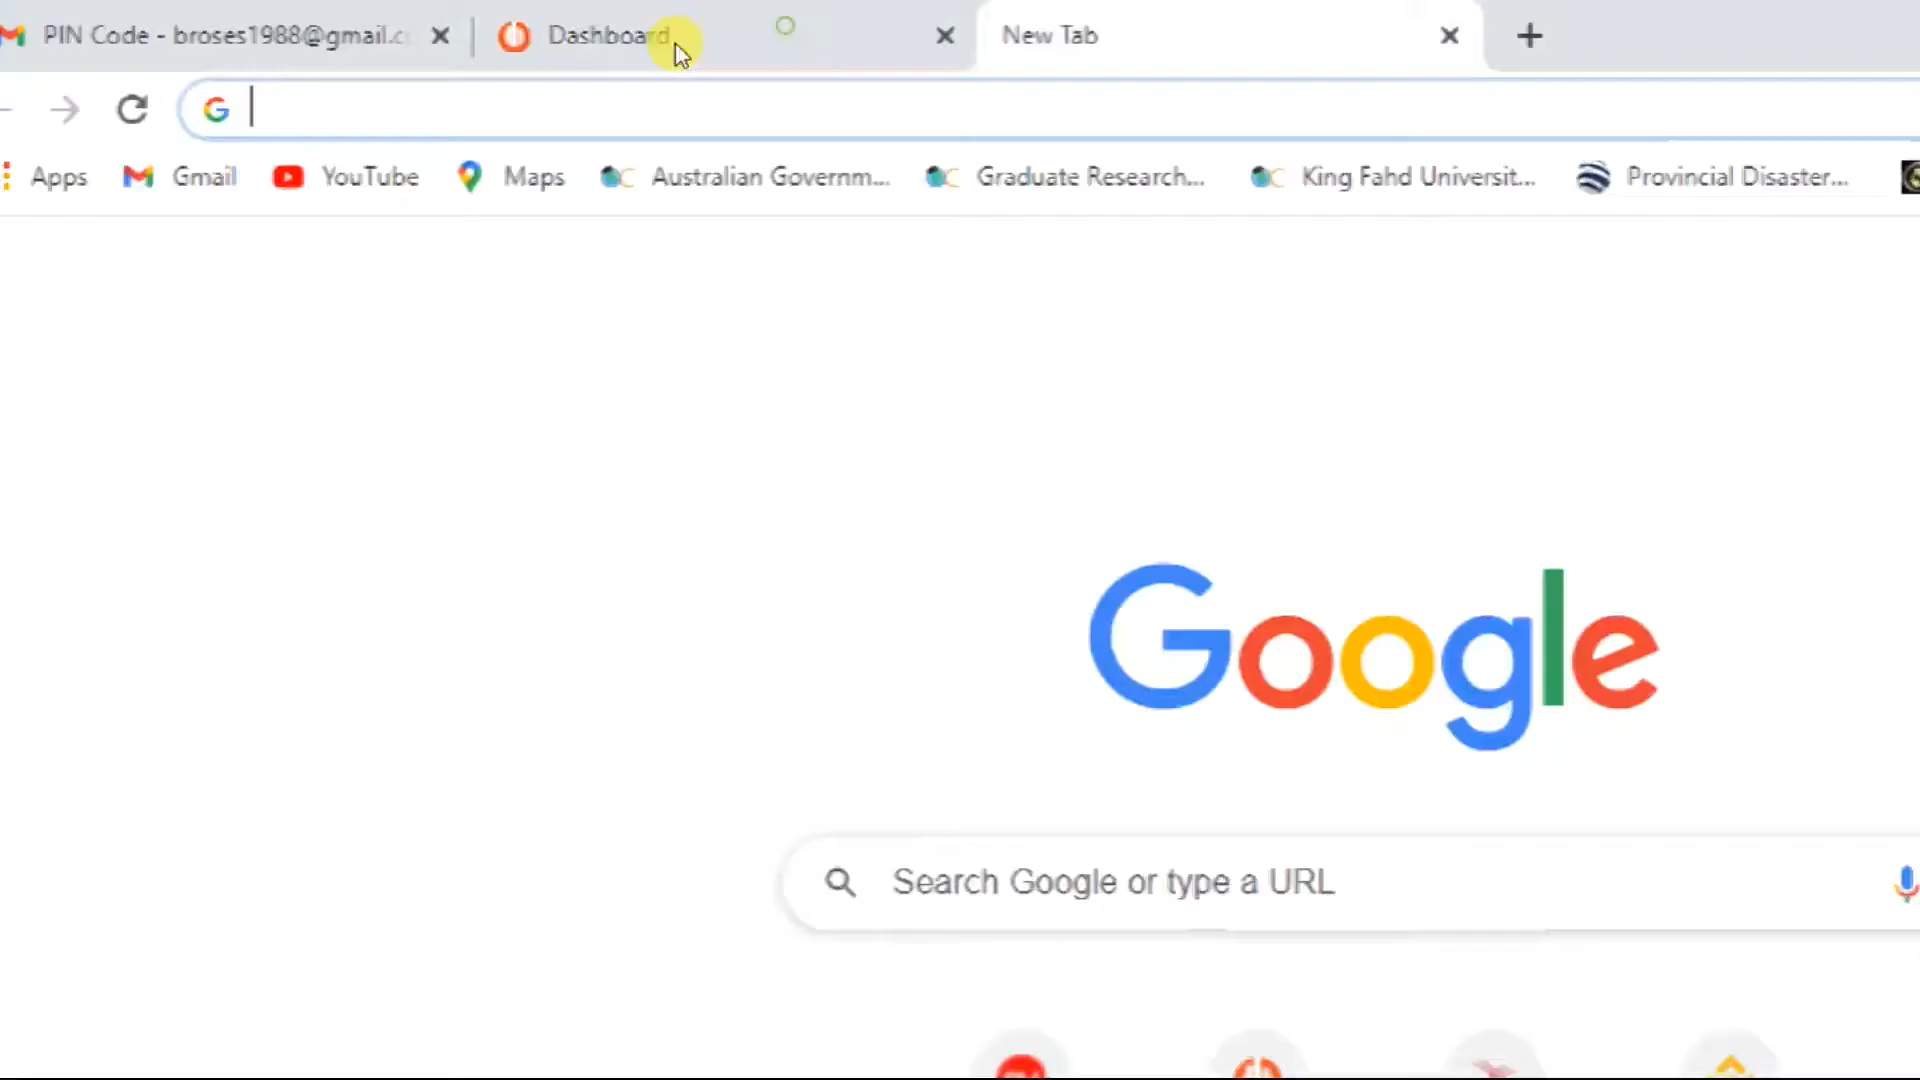 PIN Code - broses1988@gmail.c
Dashboard
New Tab
Apps
Gmail
YouTube
Maps
Australian Governm...
Graduate Research...
King Fahd Universit...
Provincial Disaster...
Google
Search Google or type a URL